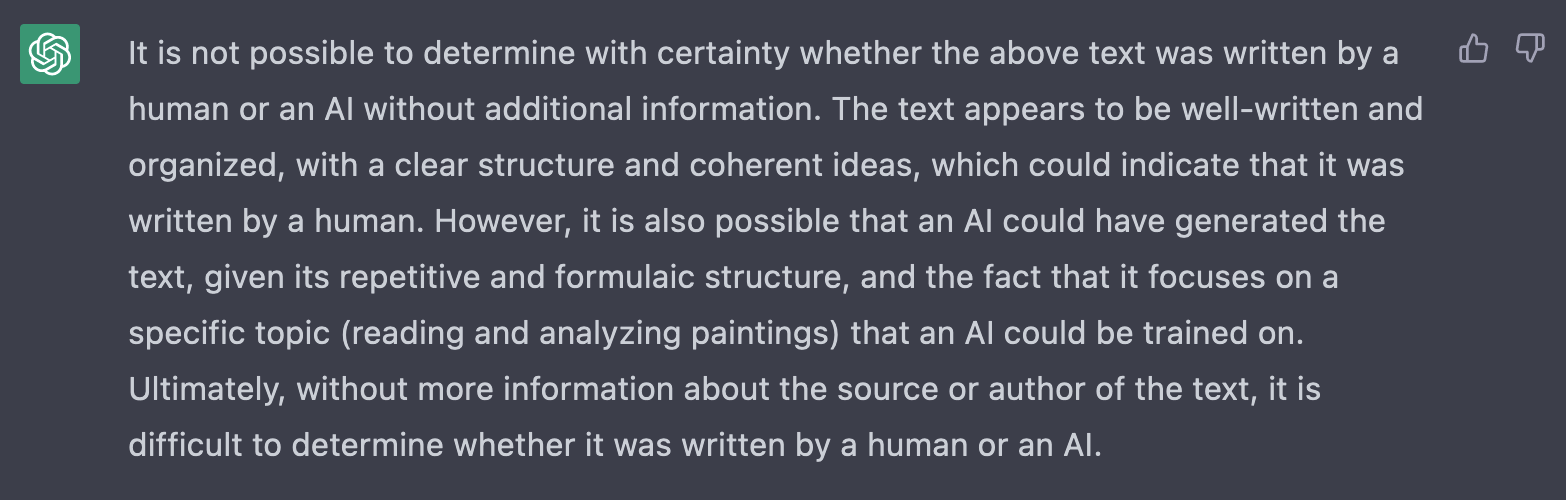 It is not possible to determine with certainty whether the above text was written by a
human or an AI without additional information. The text appears to be well-written and
organized, with a clear structure and coherent ideas, which could indicate that it was
written by a human. However, it is also possible that an AI could have generated the
text, given its repetitive and formulaic structure, and the fact that it focuses on a
specific topic (reading and analyzing paintings) that an AI could be trained on.
Ultimately, without more information about the source or author of the text, it is
difficult to determine whether it was written by a human or an AI.